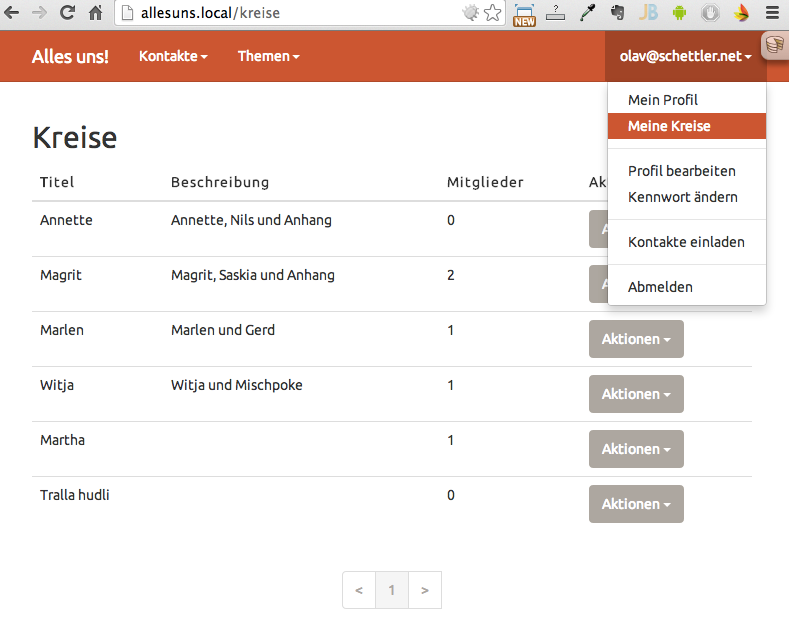 allesuns.local/kreise
NEW
?
JB
Alles uns! Kontakte Themen olav@schettler.net
Mein Profil
Meine Kreise
Profil bearbeiten
Kennwort ändern
Kontakte einladen
Abmelden
Kreise
Titel Beschreibung Mitglieder Ak
Annette Annette, Nils und Anhang 0 A
Magrit Magrit, Saskia und Anhang 2 A
Marlen Marlen und Gerd 1 Aktionen
Witja Witja und Mischpoke 1 Aktionen
Martha 1 Aktionen
Tralla hudli 0 Aktionen
< 1 >